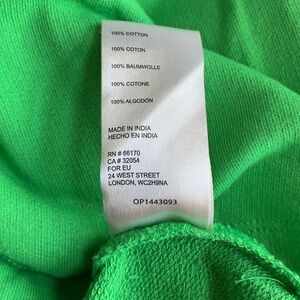 100% COTTON
100% COTON
100% BAUMWOLLE
100% COTONE
100% ALGODÓN
MADE IN INDIA
HECHO EN INDIA
RN # 66170
CA # 32054
FOR EU
24 WEST STREET
LONDON, WC2H9NA
OP1443093